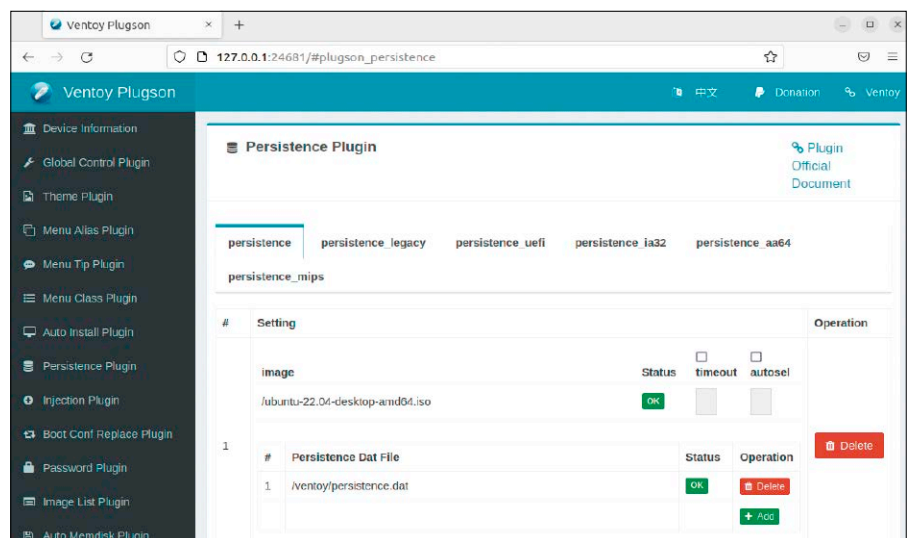 Ventoy Plugson
127.0.0.1:24681/#plugson_persistence
Ventoy Plugson
中文
Donation
Ventoy
Device Information
Global Control Plugin
Theme Plugin
Menu Alias Plugin
Menu Tip Plugin
Menu Class Plugin
Auto Install Plugin
Persistence Plugin
Injection Plugin
Boot Conf Replace Plugin
Password Plugin
Image List Plugin
Auto Memdisk Plugin
Persistence Plugin
Plugin
Official
Document
persistence persistence_legacy persistence_uefi persistence_ia32 persistence_aa64
persistence_mips
# Setting Operation
image Status timeout autosel
/ubuntu-22.04-desktop-amd64.iso OK
1 Delete
# Persistence Dat File Status Operation
1 /ventoy/persistence.dat OK Delete
Add